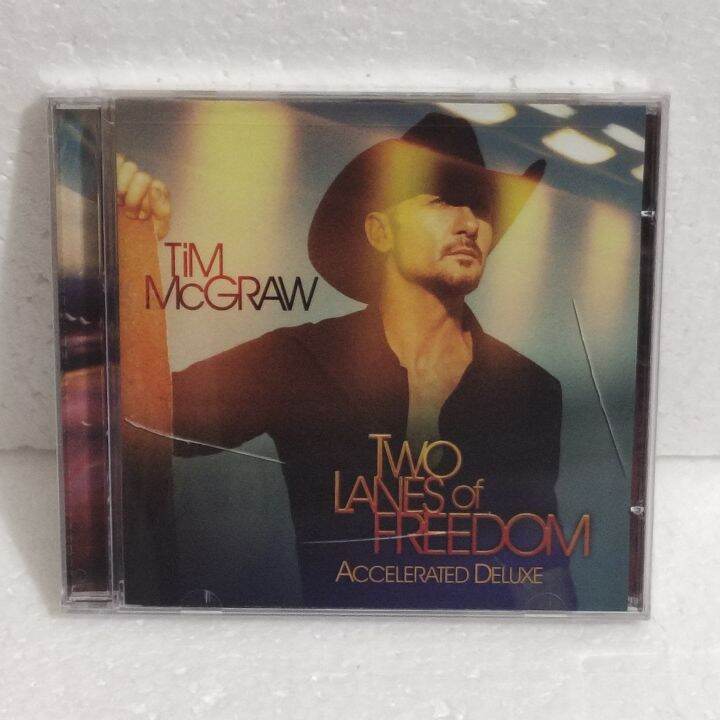 TiM
McGRAW
TWO
LANES of
FREEDOM
ACCELERATED DELUXE